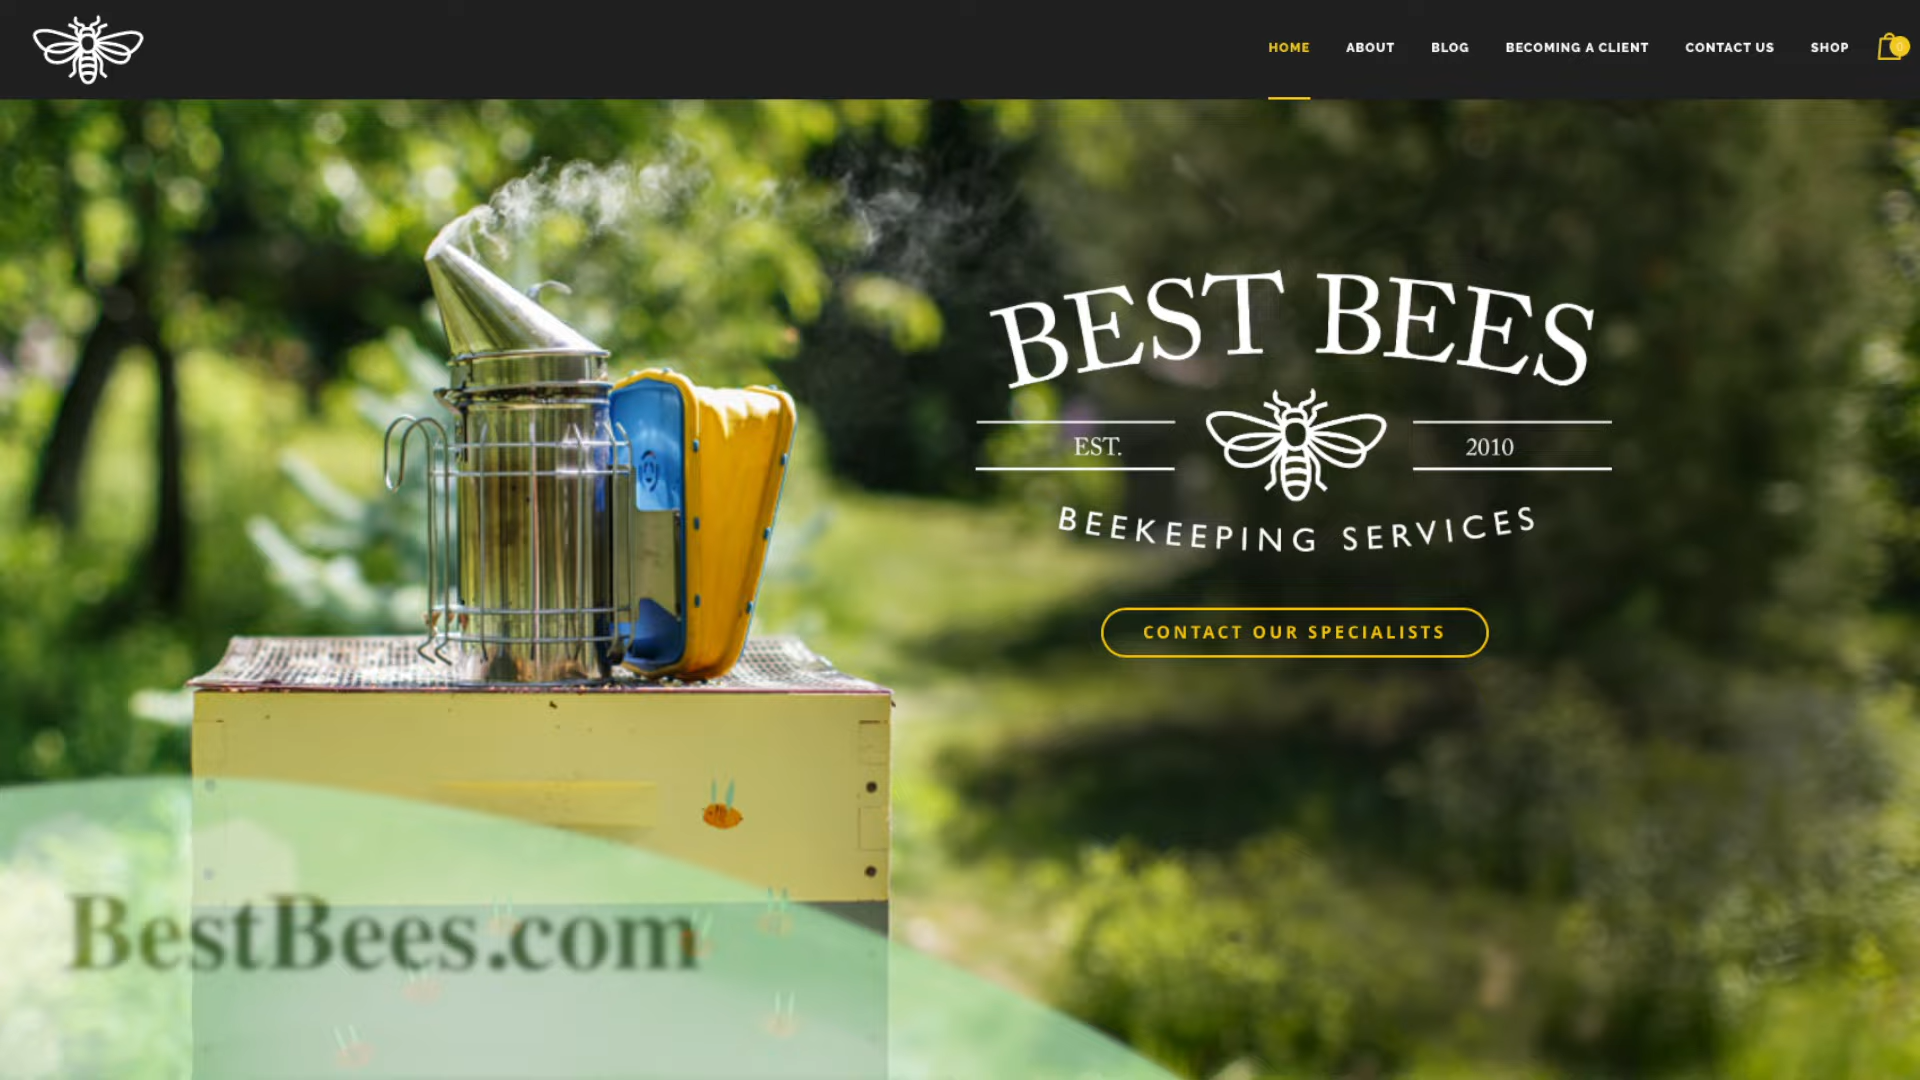 HOME ABOUT BLOG BECOMING A CLIENT CONTACT US SHOP 0
BEST BEES
EST. 2010
BEEKEEPING SERVICES
CONTACT OUR SPECIALISTS
BestBees.com